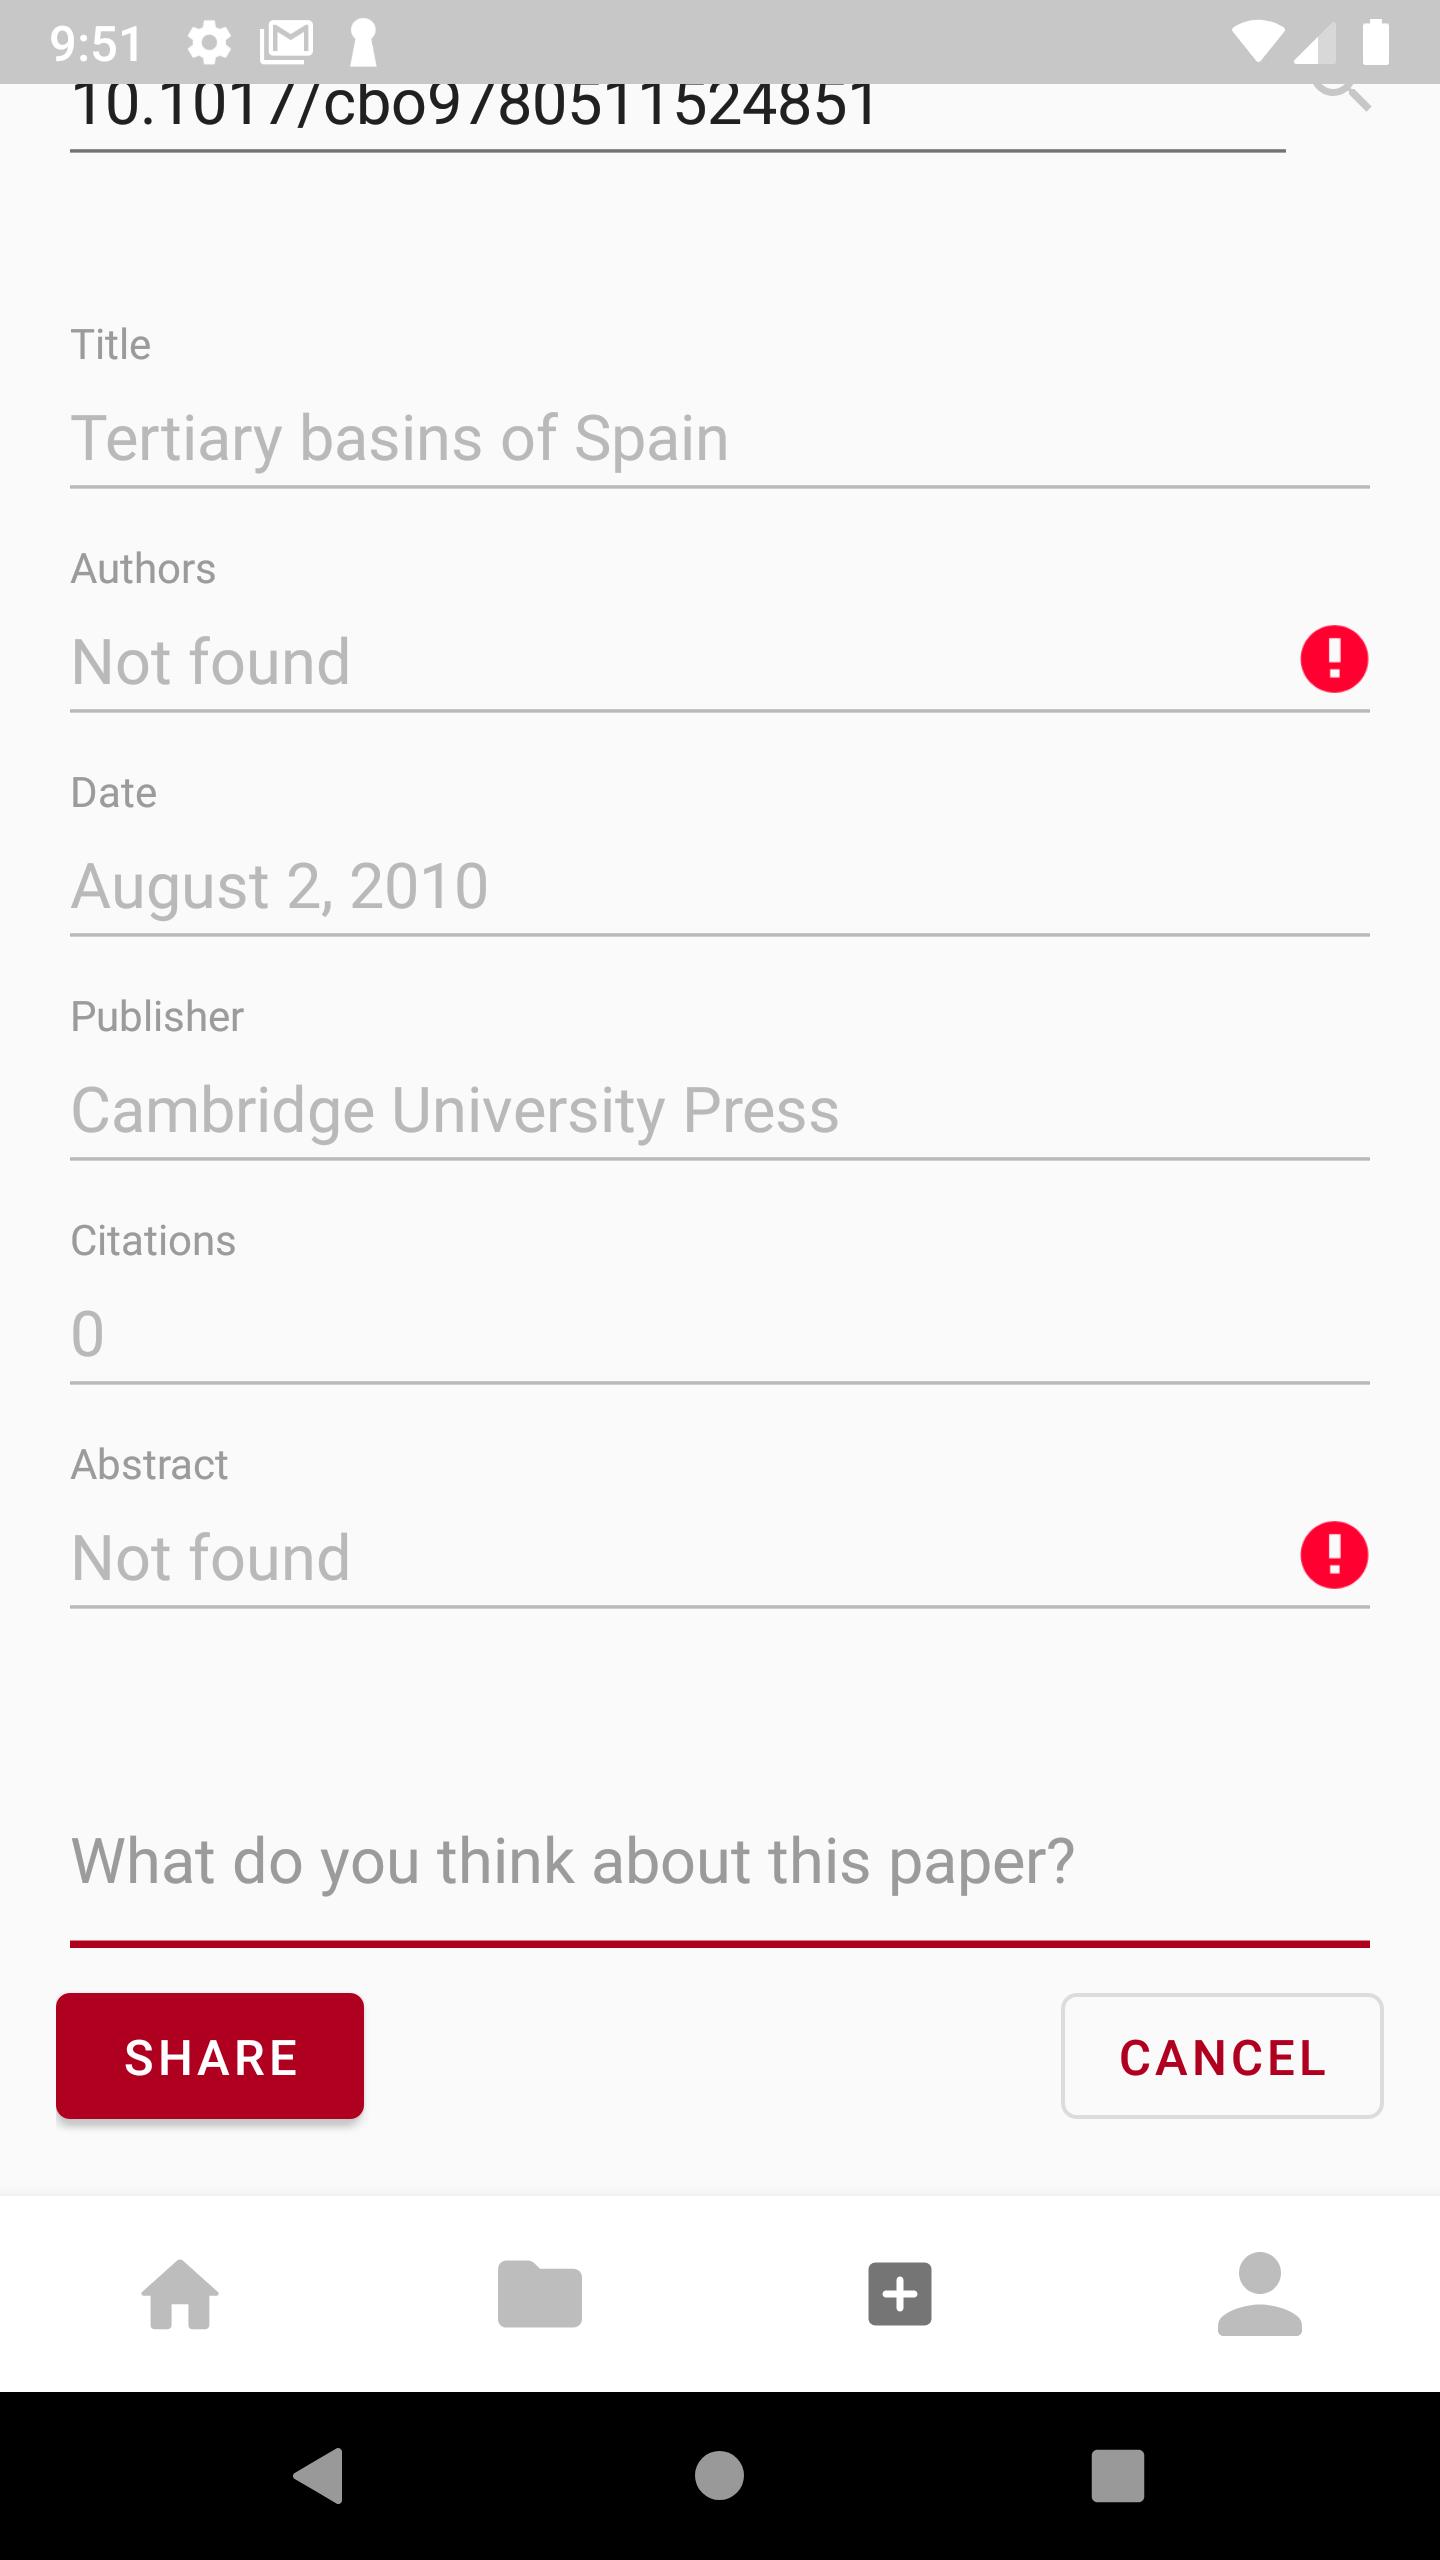 9:51
10.1017//cbo9780511524851
Title
Tertiary basins of Spain
Authors
Not found
Date
August 2, 2010
Publisher
Cambridge University Press
Citations
0
Abstract
Not found
What do you think about this paper?
SHARE
CANCEL